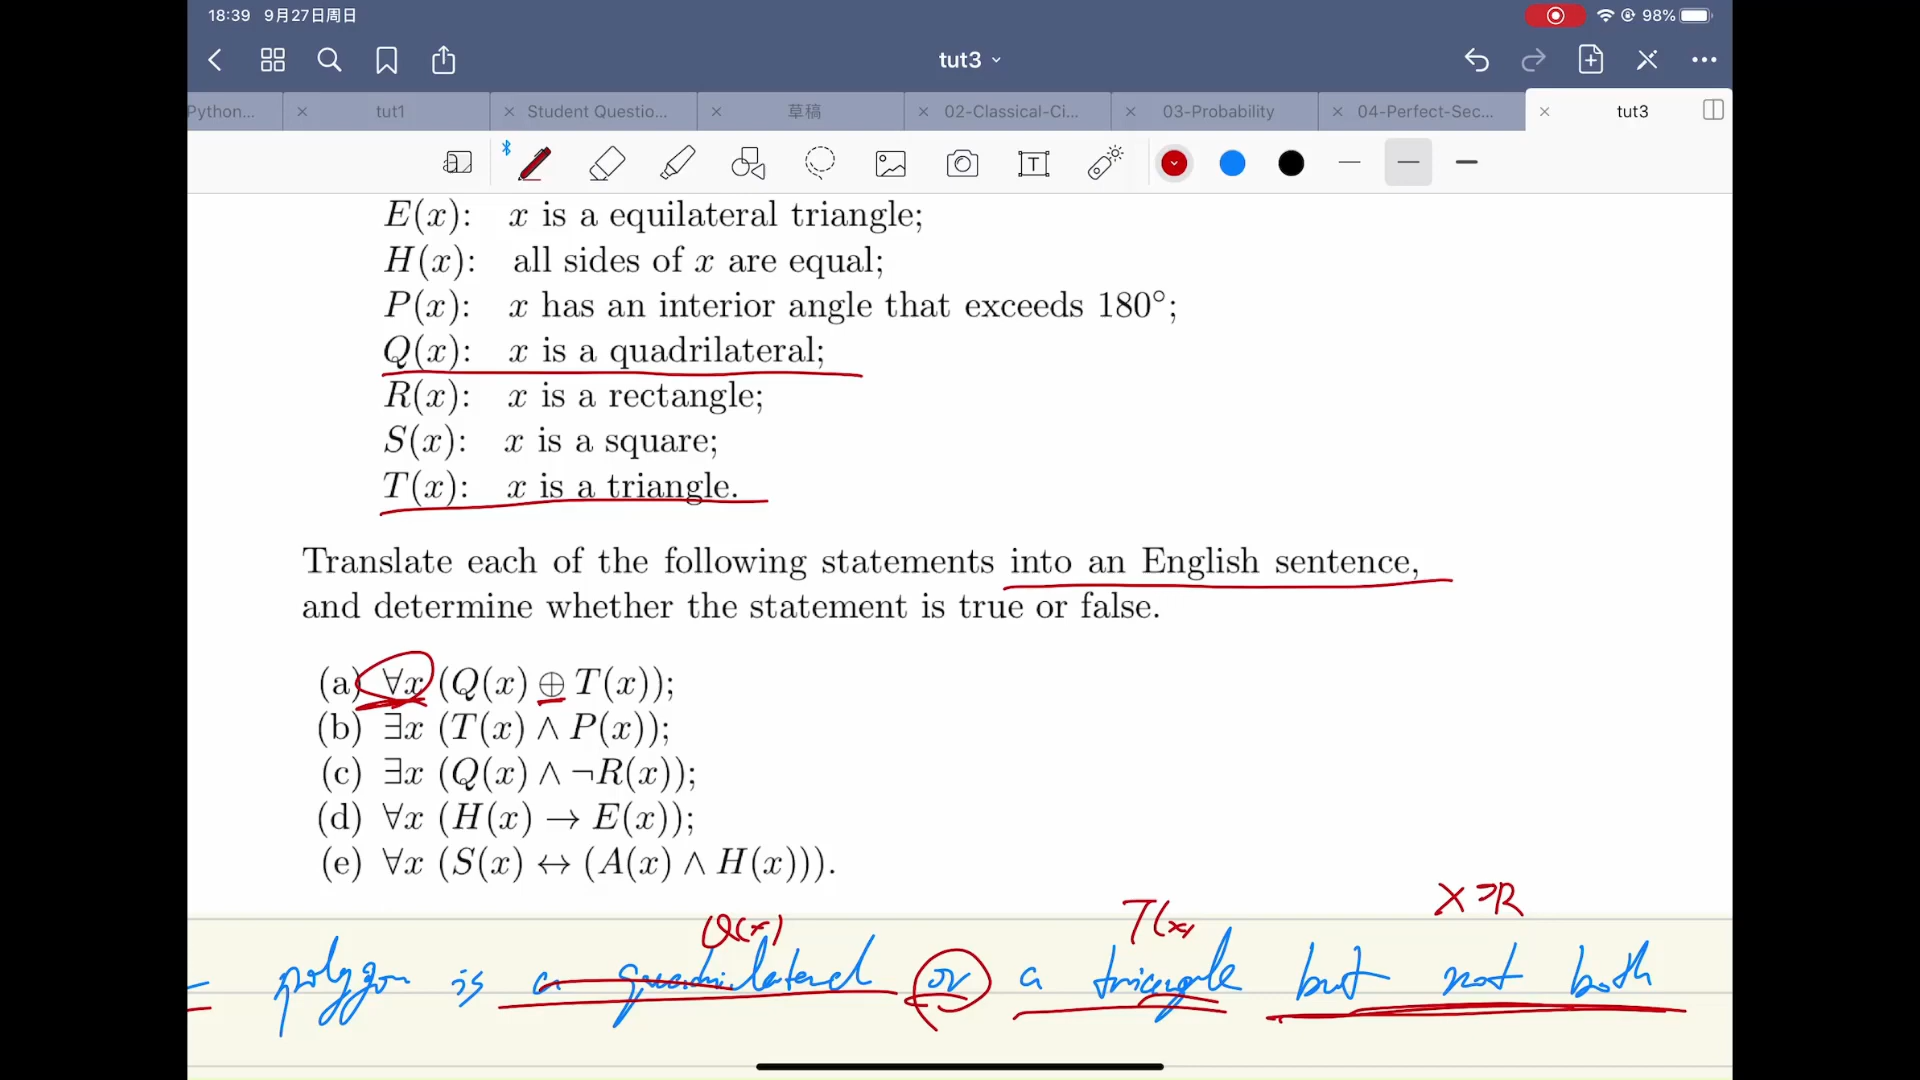 18:39 9月27日周日
98%
tut3
Python...
tut1
Student Questio...
草稿
02-Classical-Ci...
03-Probability
04-Perfect-Sec...
tut3
E(x): x is a equilateral triangle;
H(x): all sides of x are equal;
P(x): x has an interior angle that exceeds 180°;
Q(x): x is a quadrilateral;
R(x): x is a rectangle;
S(x): x is a square;
T(x): x is a triangle.
Translate each of the following statements into an English sentence,
and determine whether the statement is true or false.
(a) ∀x (Q(x) ⊕ T(x));
(b) ∃x (T(x) ∧ P(x));
(c) ∃x (Q(x) ∧ ¬R(x));
(d) ∀x (H(x) → E(x));
(e) ∀x (S(x) ↔ (A(x) ∧ H(x))).
Q(x) T(x)
polygon is a quadrilateral or a triangle but not both